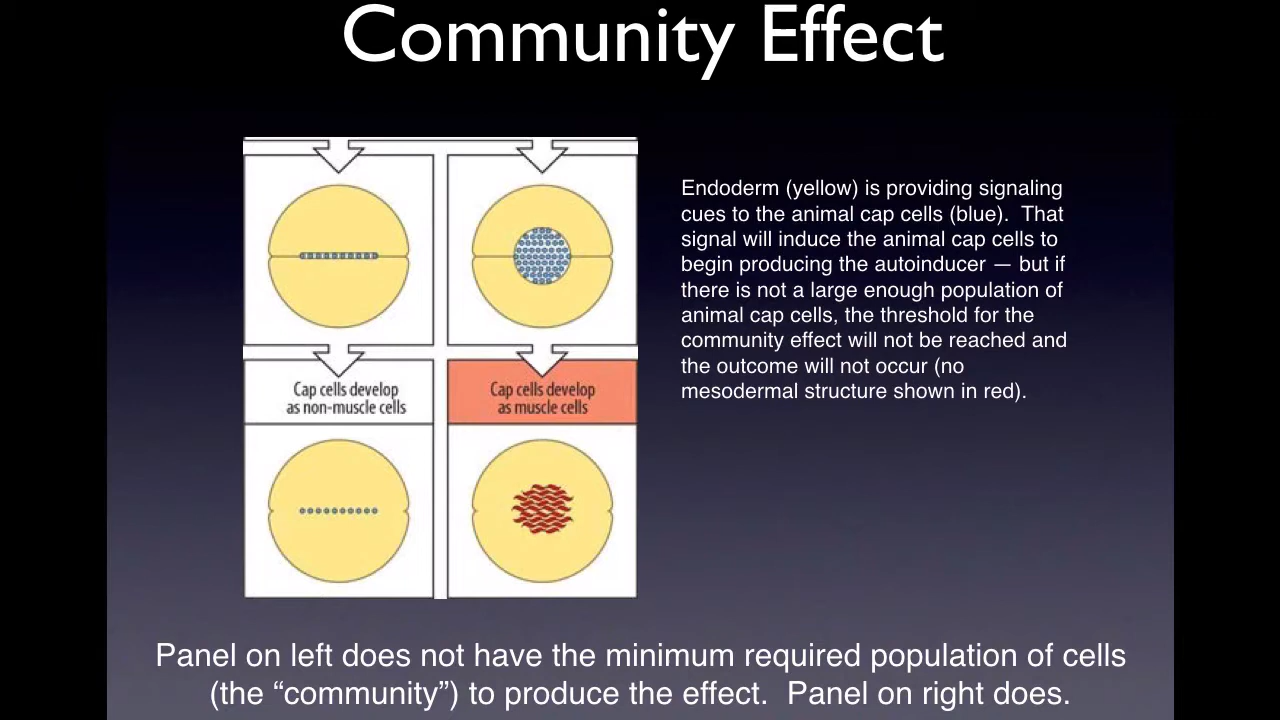 Community Effect
Endoderm (yellow) is providing signaling
cues to the animal cap cells (blue).  That
signal will induce the animal cap cells to
begin producing the autoinducer — but if
there is not a large enough population of
animal cap cells, the threshold for the
community effect will not be reached and
the outcome will not occur (no
mesodermal structure shown in red).
Cap cells develop
as non-muscle cells
Cap cells develop
as muscle cells
Panel on left does not have the minimum required population of cells
(the “community”) to produce the effect.  Panel on right does.